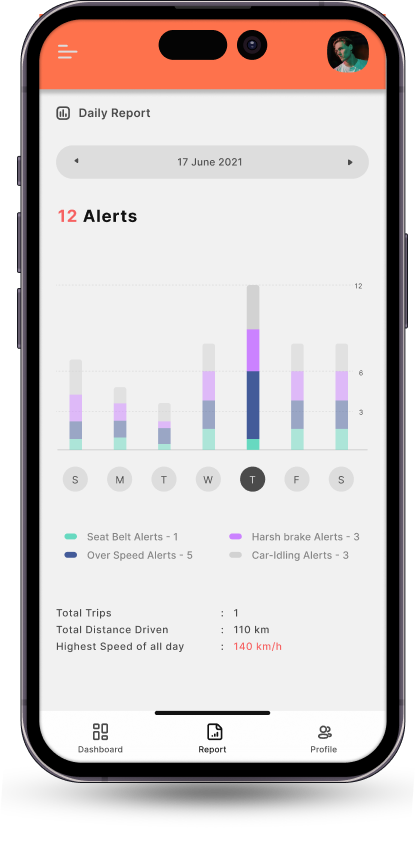 Daily Report
17 June 2021
12 Alerts
12
6
3
S M T W T F S
Seat Belt Alerts - 1 Harsh brake Alerts - 3
Over Speed Alerts - 5 Car-Idling Alerts - 3
Total Trips : 1
Total Distance Driven : 110 km
Highest Speed of all day : 140 km/h
Dashboard Report Profile